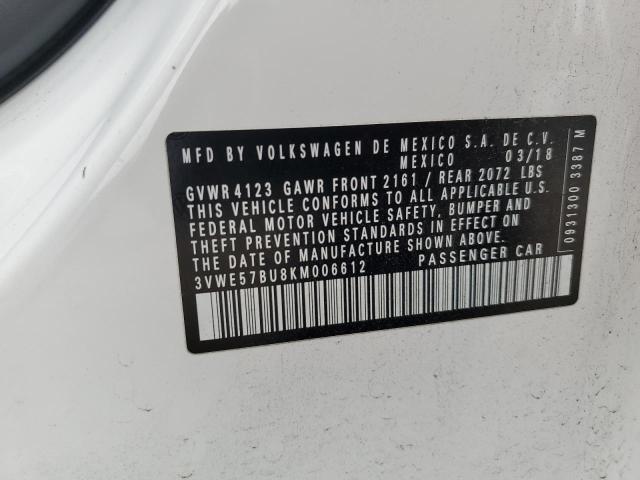 MFD BY VOLKSWAGEN DE MEXICO S.A. DE C.V.
MEXICO 03/18
GVWR 4123 GAWR FRONT 2161 / REAR 2072 LBS
THIS VEHICLE CONFORMS TO ALL APPLICABLE U.S.
FEDERAL MOTOR VEHICLE SAFETY, BUMPER AND
THEFT PREVENTION STANDARDS IN EFFECT ON
THE DATE OF MANUFACTURE SHOWN ABOVE.
3VWE57BU8KM006612 PASSENGER CAR
0931300 3387 M